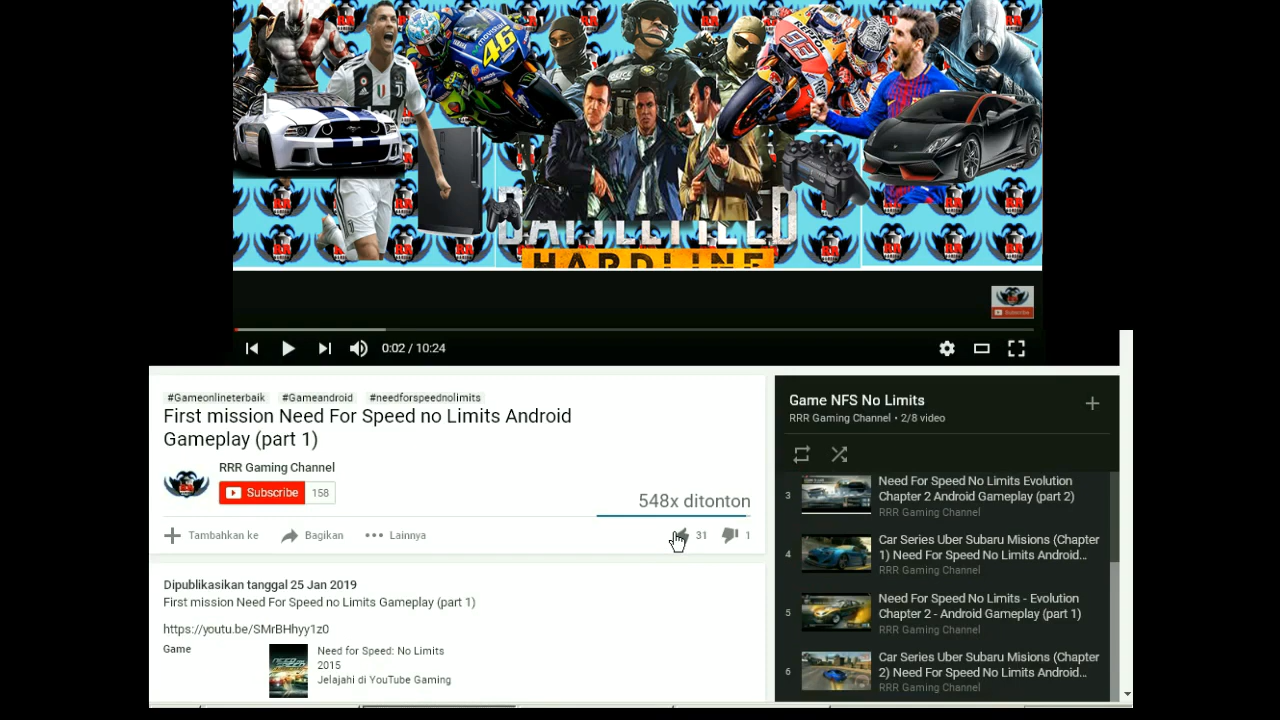 46
93
REPTOL
POLICE
BATTLEFIELD
HARDLINE
Subscribe
0:02 / 10:24
#Gameonlineterbaik #Gameandroid #needforspeednolimits
First mission Need For Speed no Limits Android
Gameplay (part 1)
RRR Gaming Channel
Subscribe 158
548x ditonton
Tambahkan ke Bagikan Lainnya 31 1
Dipublikasikan tanggal 25 Jan 2019
First mission Need For Speed no Limits Gameplay (part 1)
https://youtu.be/SMrBHhyy1z0
Game
Need for Speed: No Limits
2015
Jelajahi di YouTube Gaming
Game NFS No Limits
RRR Gaming Channel • 2/8 video
3
Need For Speed No Limits Evolution
Chapter 2 Android Gameplay (part 2)
RRR Gaming Channel
4
Car Series Uber Subaru Misions (Chapter
1) Need For Speed No Limits Android...
RRR Gaming Channel
5
Need For Speed No Limits - Evolution
Chapter 2 - Android Gameplay (part 1)
RRR Gaming Channel
6
Car Series Uber Subaru Misions (Chapter
2) Need For Speed No Limits Android...
RRR Gaming Channel